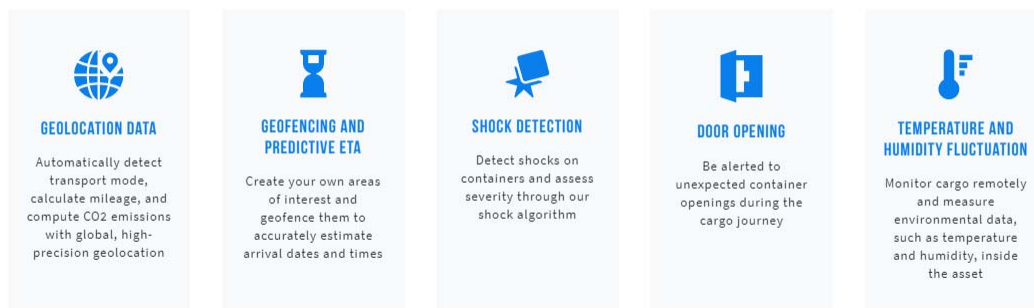 GEOLOCATION DATA
Automatically detect
transport mode,
calculate mileage, and
compute CO2 emissions
with global, high-
precision geolocation
GEOFENCING AND
PREDICTIVE ETA
Create your own areas
of interest and
geofence them to
accurately estimate
arrival dates and times
SHOCK DETECTION
Detect shocks on
containers and assess
severity through our
shock algorithm
DOOR OPENING
Be alerted to
unexpected container
openings during the
cargo journey
TEMPERATURE AND
HUMIDITY FLUCTUATION
Monitor cargo remotely
and measure
environmental data,
such as temperature
and humidity, inside
the asset